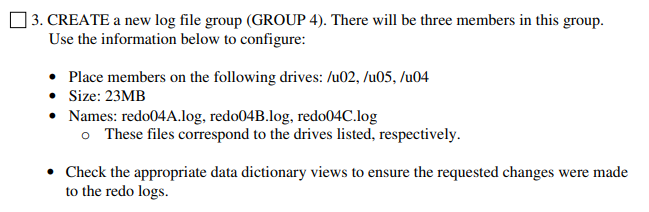 3. CREATE a new log file group (GROUP 4). There will be three members in this group.
Use the information below to configure:
• Place members on the following drives: /u02, /u05, /u04
• Size: 23MB
• Names: redo04A.log, redo04B.log, redo04C.log
o These files correspond to the drives listed, respectively.
• Check the appropriate data dictionary views to ensure the requested changes were made
to the redo logs.